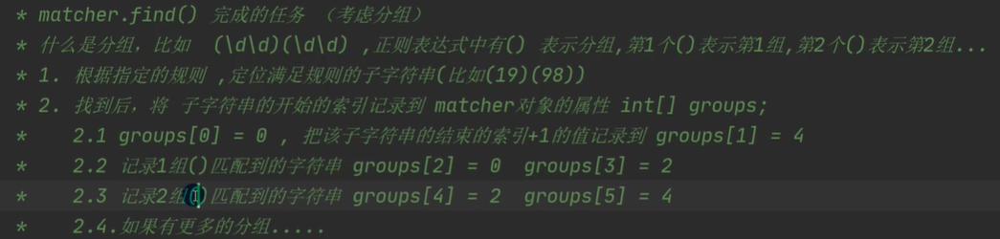 * matcher.find() 完成的任务 （考虑分组）
* 什么是分组，比如  (\d\d)(\d\d) ,正则表达式中有() 表示分组,第1个()表示第1组,第2个()表示第2组...
* 1. 根据指定的规则 ,定位满足规则的子字符串(比如(19)(98))
* 2. 找到后，将 子字符串的开始的索引记录到 matcher对象的属性 int[] groups;
*    2.1 groups[0] = 0 , 把该子字符串的结束的索引+1的值记录到 groups[1] = 4
*    2.2 记录1组()匹配到的字符串 groups[2] = 0  groups[3] = 2
*    2.3 记录2组()匹配到的字符串 groups[4] = 2  groups[5] = 4
*    2.4.如果有更多的分组.....